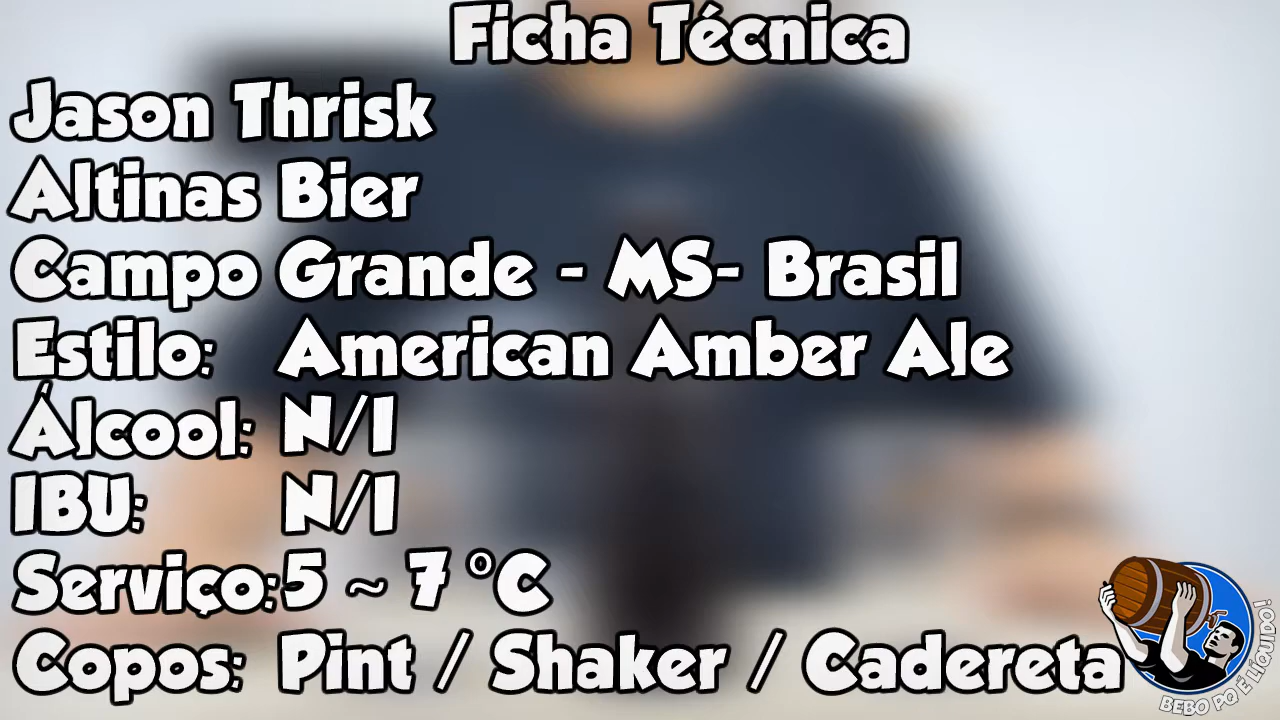 Ficha Técnica
Jason Thrisk
Altinas Bier
Campo Grande - MS- Brasil
Estilo: American Amber Ale
Álcool: N/I
IBU: N/I
Serviço: 5 ~ 7 °C
Copos: Pint / Shaker / Cadereta
BEBO PQ É LÍQUIDO!